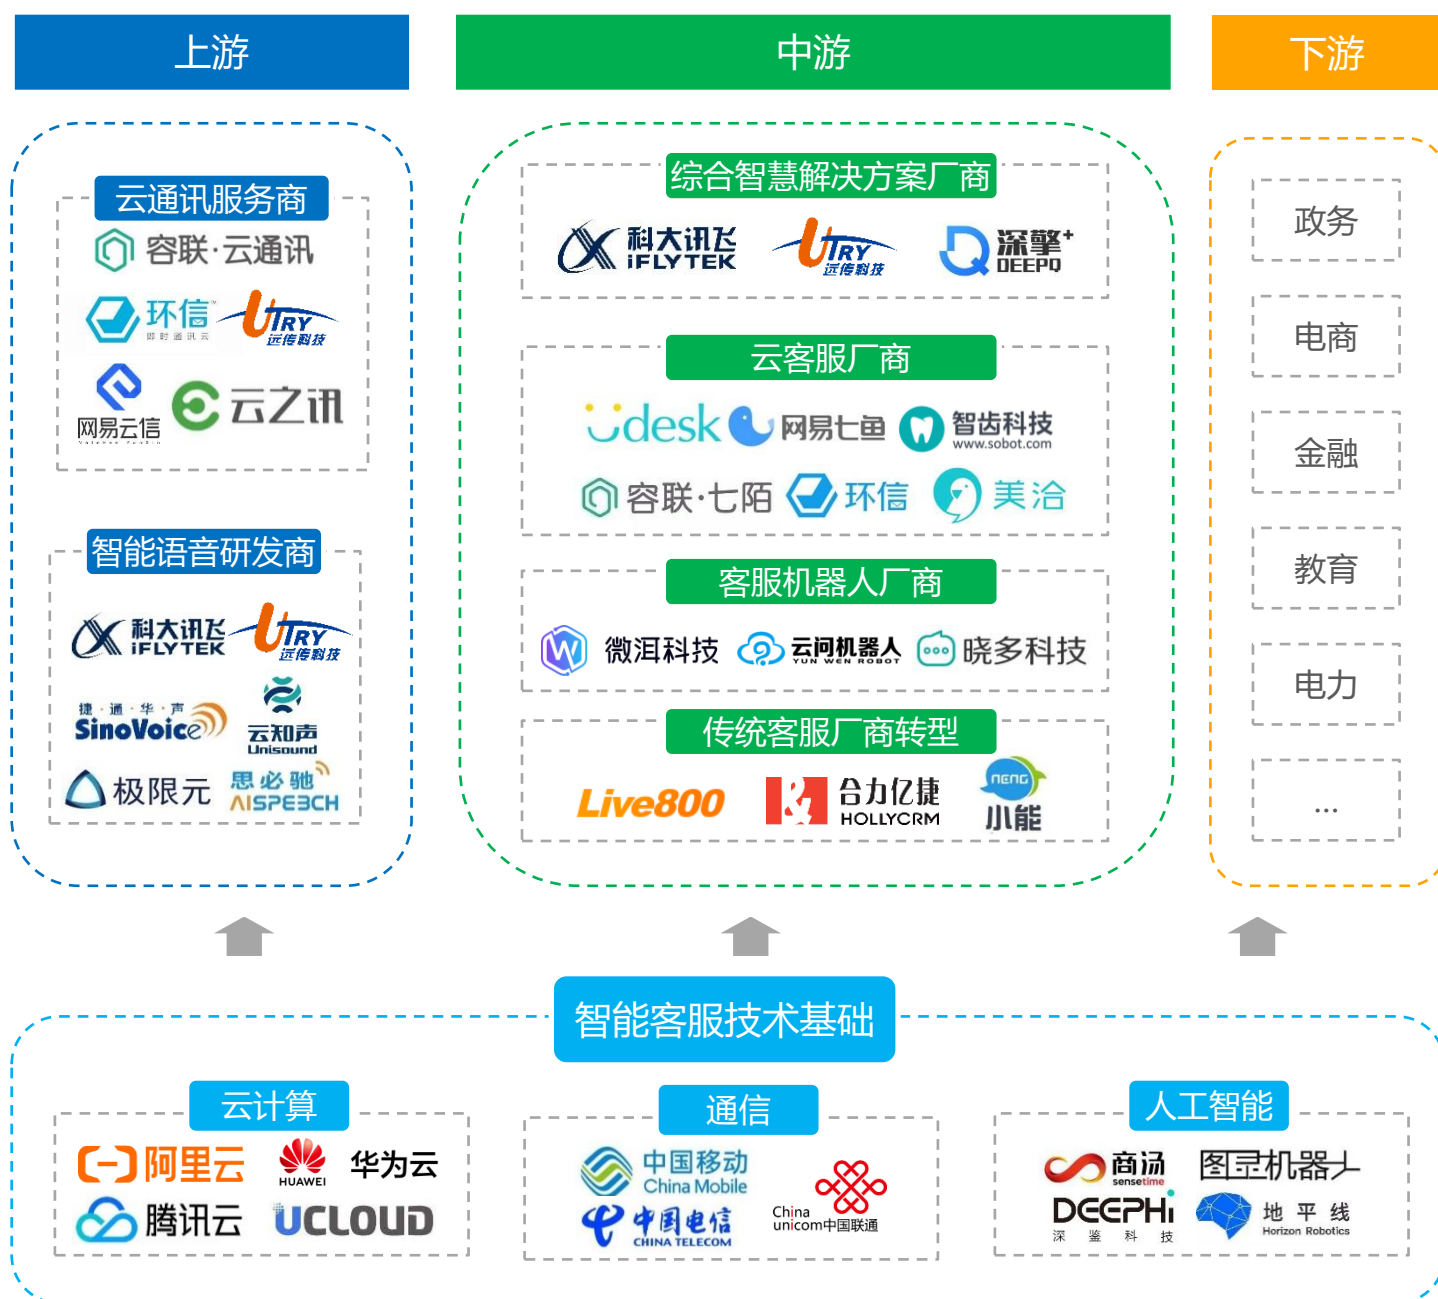 上游
中游
下游
云通讯服务商
容联·云通讯
环信™
即时通讯云
UTRY
远传科技
网易云信
云之讯
智能语音研发商
科大讯飞
iFLYTEK
UTRY
远传科技
捷·通·华·声
SinoVoice
云知声
Unisound
极限元
思必驰
AISPEECH
综合智慧解决方案厂商
科大讯飞
iFLYTEK
UTRY
远传科技
深擎+
DEEPQ
云客服厂商
Udesk
网易七鱼
智齿科技
www.sobot.com
容联·七陌
环信
美洽
客服机器人厂商
微洱科技
云问机器人
YUN WEN ROBOT
晓多科技
传统客服厂商转型
Live800
合力亿捷
HOLLYCRM
NENG
小能
政务
电商
金融
教育
电力
...
智能客服技术基础
云计算
阿里云
HUAWEI
华为云
腾讯云
UCLOUD
通信
中国移动
China Mobile
中国电信
CHINA TELECOM
China
unicom中国联通
人工智能
商汤
sensetime
图灵机器人
DEEPHi
深鉴科技
地平线
Horizon Robotics